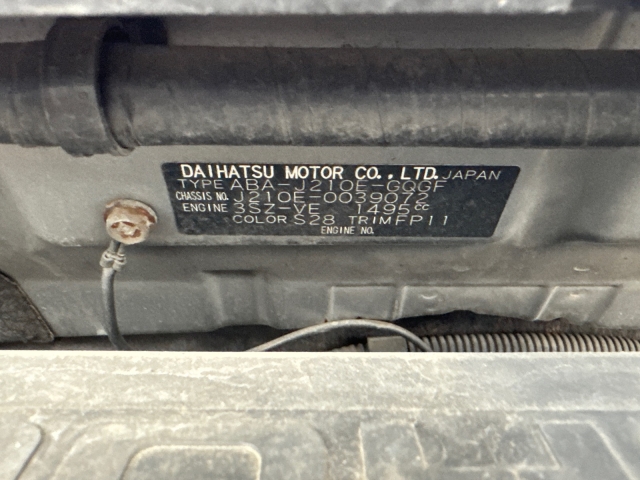 DAIHATSU MOTOR CO., LTD. JAPAN
TYPE ABA-J210E-GQGF
CHASSIS NO. J210E-0039072
ENGINE 3SZ-VE 1495cc
COLOR S28 TRIM FP11
ENGINE NO.